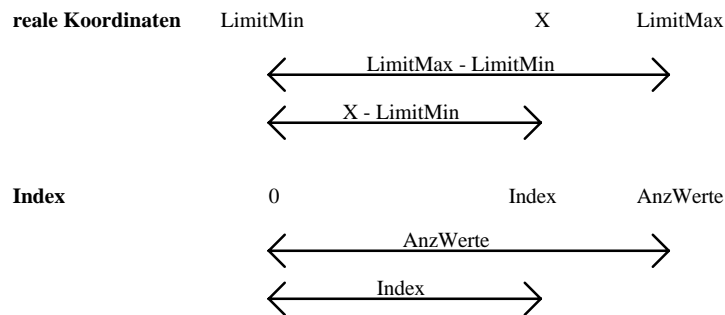 reale Koordinaten LimitMin X LimitMax
LimitMax - LimitMin
X - LimitMin
Index 0 Index AnzWerte
AnzWerte
Index